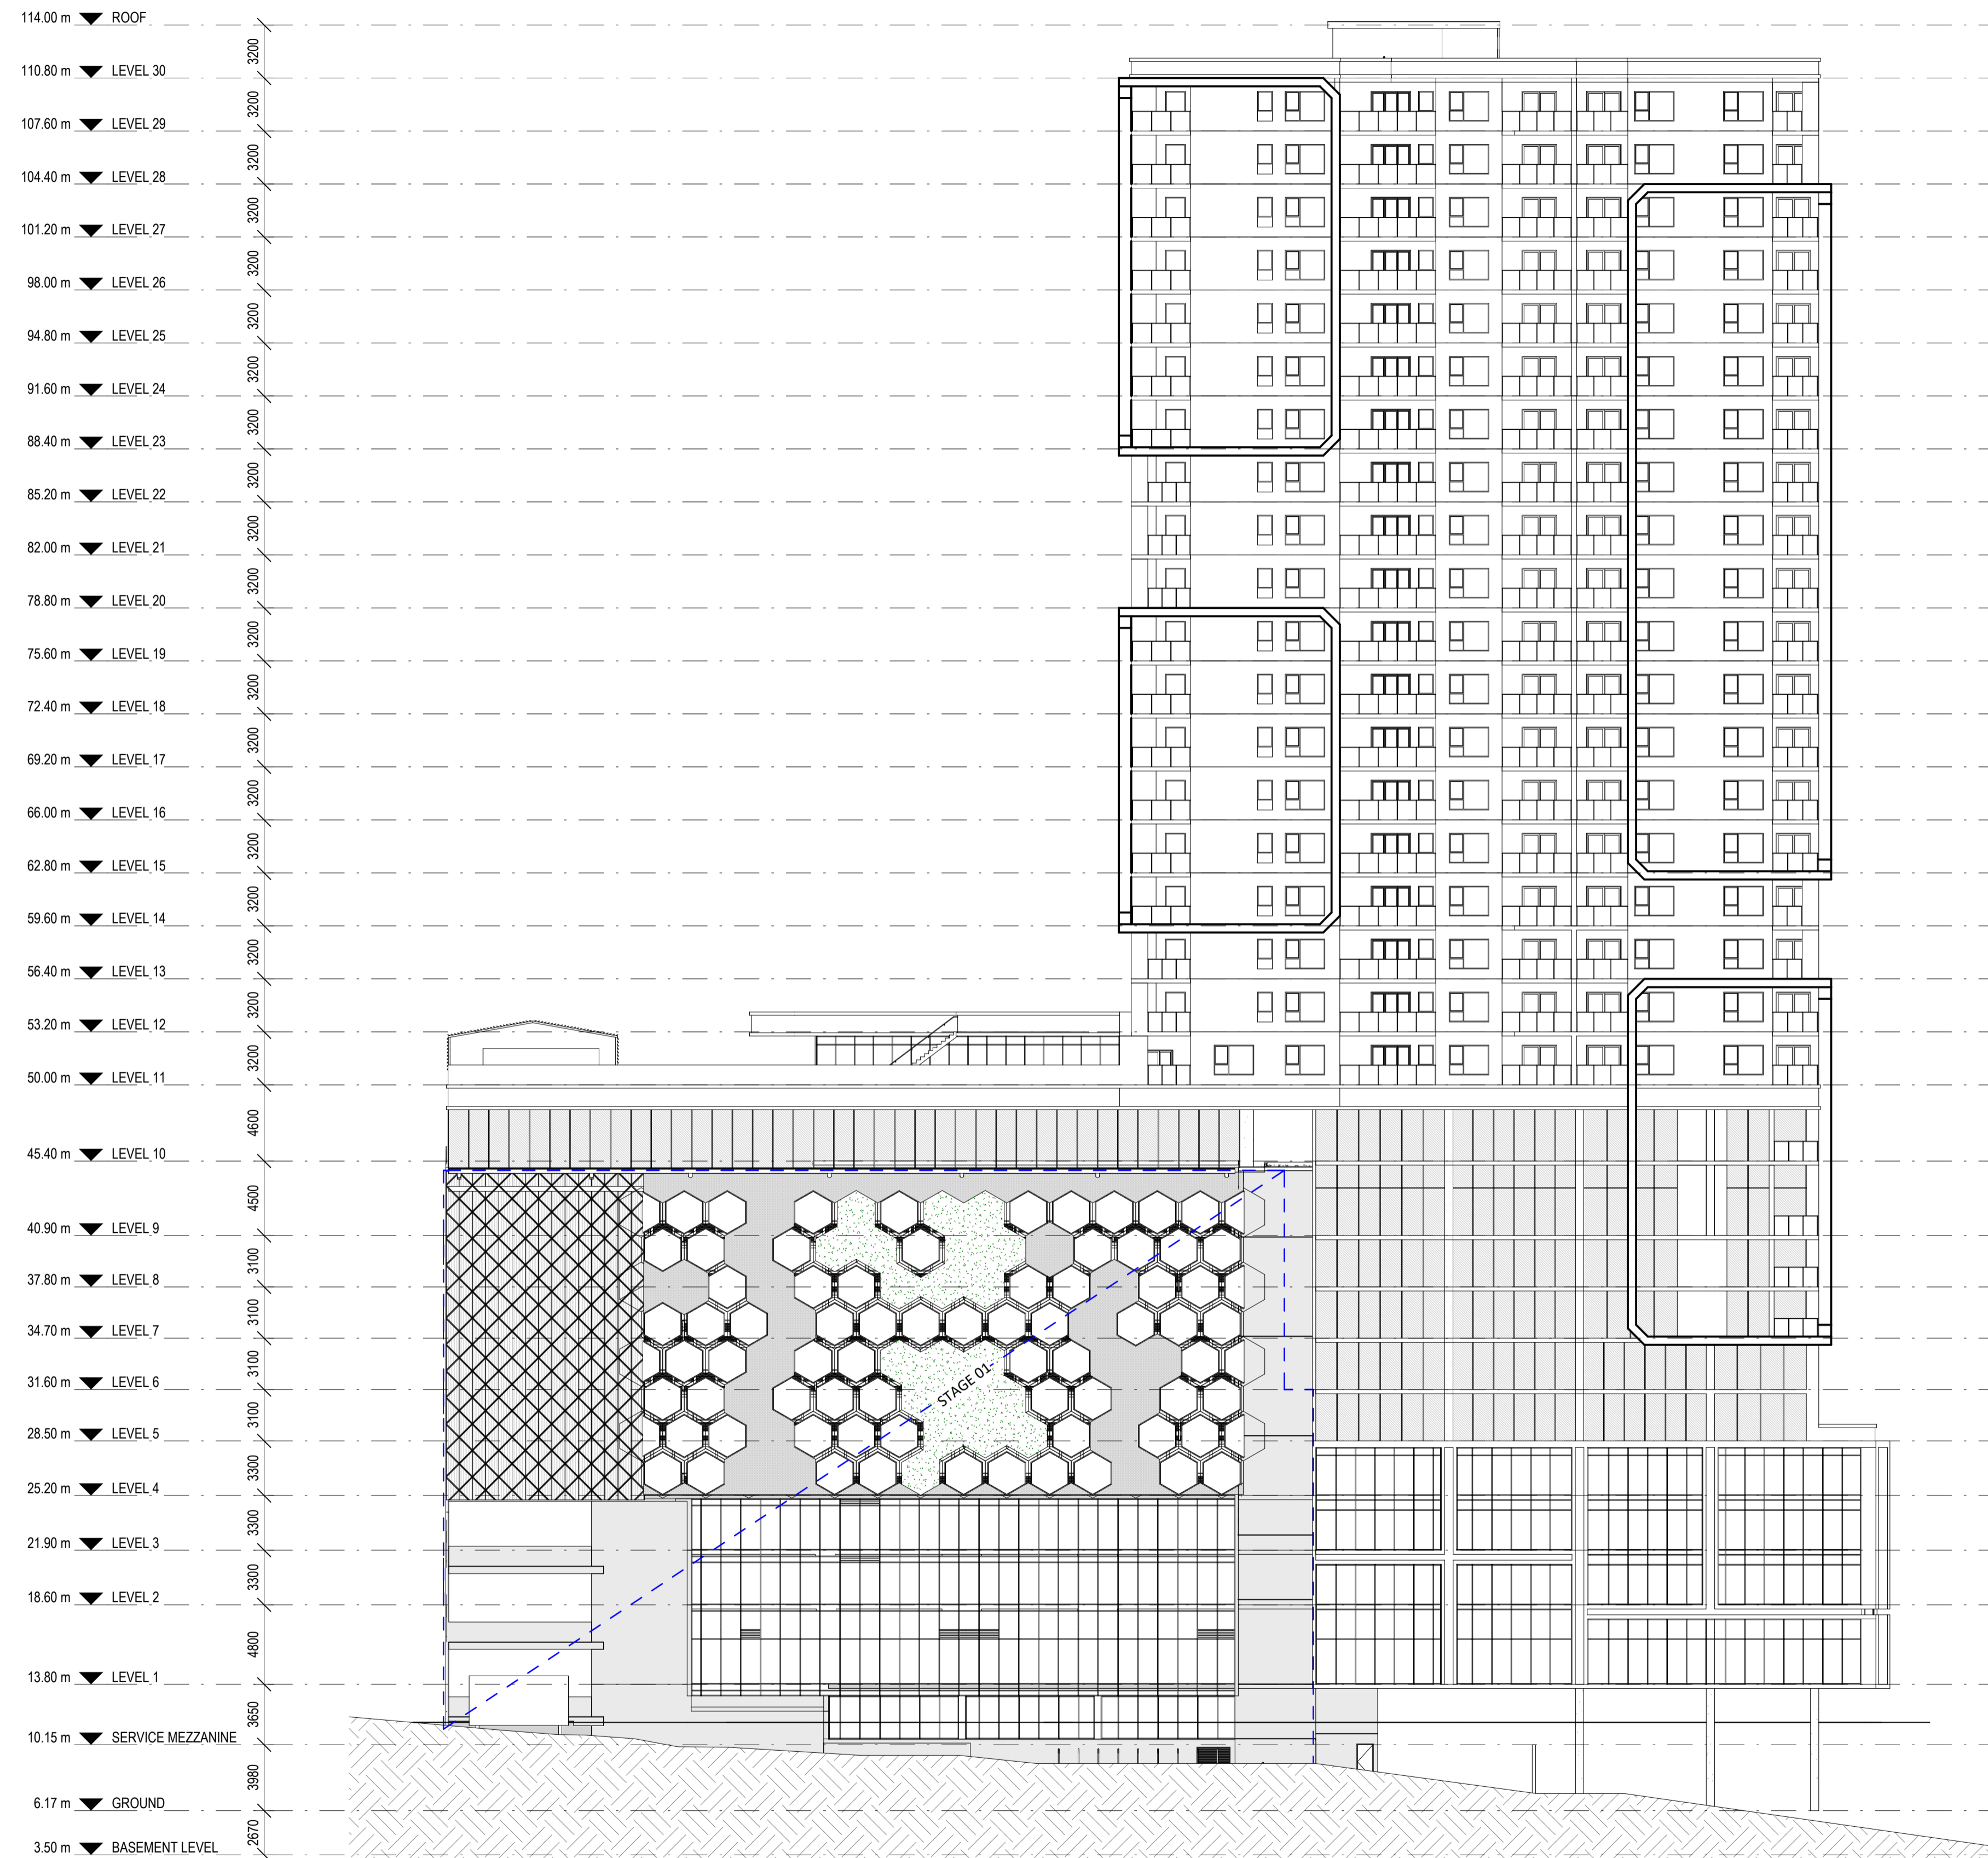 114.00 m ROOF
3200
110.80 m LEVEL 30
3200
107.60 m LEVEL 29
3200
104.40 m LEVEL 28
3200
101.20 m LEVEL 27
3200
98.00 m LEVEL 26
3200
94.80 m LEVEL 25
3200
91.60 m LEVEL 24
3200
88.40 m LEVEL 23
3200
85.20 m LEVEL 22
3200
82.00 m LEVEL 21
3200
78.80 m LEVEL 20
3200
75.60 m LEVEL 19
3200
72.40 m LEVEL 18
3200
69.20 m LEVEL 17
3200
66.00 m LEVEL 16
3200
62.80 m LEVEL 15
3200
59.60 m LEVEL 14
3200
56.40 m LEVEL 13
3200
53.20 m LEVEL 12
3200
50.00 m LEVEL 11
4600
45.40 m LEVEL 10
4500
40.90 m LEVEL 9
3100
37.80 m LEVEL 8
3100
34.70 m LEVEL 7
3100
31.60 m LEVEL 6
STAGE 01
3100
28.50 m LEVEL 5
3300
25.20 m LEVEL 4
3300
21.90 m LEVEL 3
3300
18.60 m LEVEL 2
4800
13.80 m LEVEL 1
3650
10.15 m SERVICE MEZZANINE
3980
6.17 m GROUND
2670
3.50 m BASEMENT LEVEL